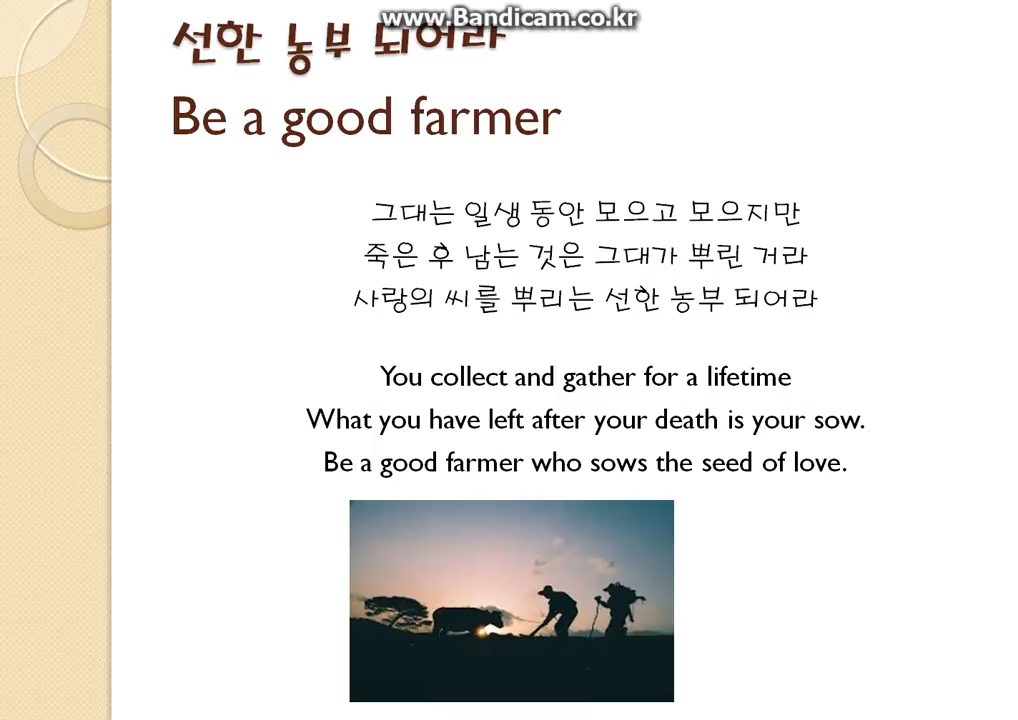 www.Bandicam.co.kr
선한 농부 되어라
Be a good farmer
그대는 일생 동안 모으고 모으지만
죽은 후 남는 것은 그대가 뿌린 거라
사랑의 씨를 뿌리는 선한 농부 되어라
You collect and gather for a lifetime
What you have left after your death is your sow.
Be a good farmer who sows the seed of love.